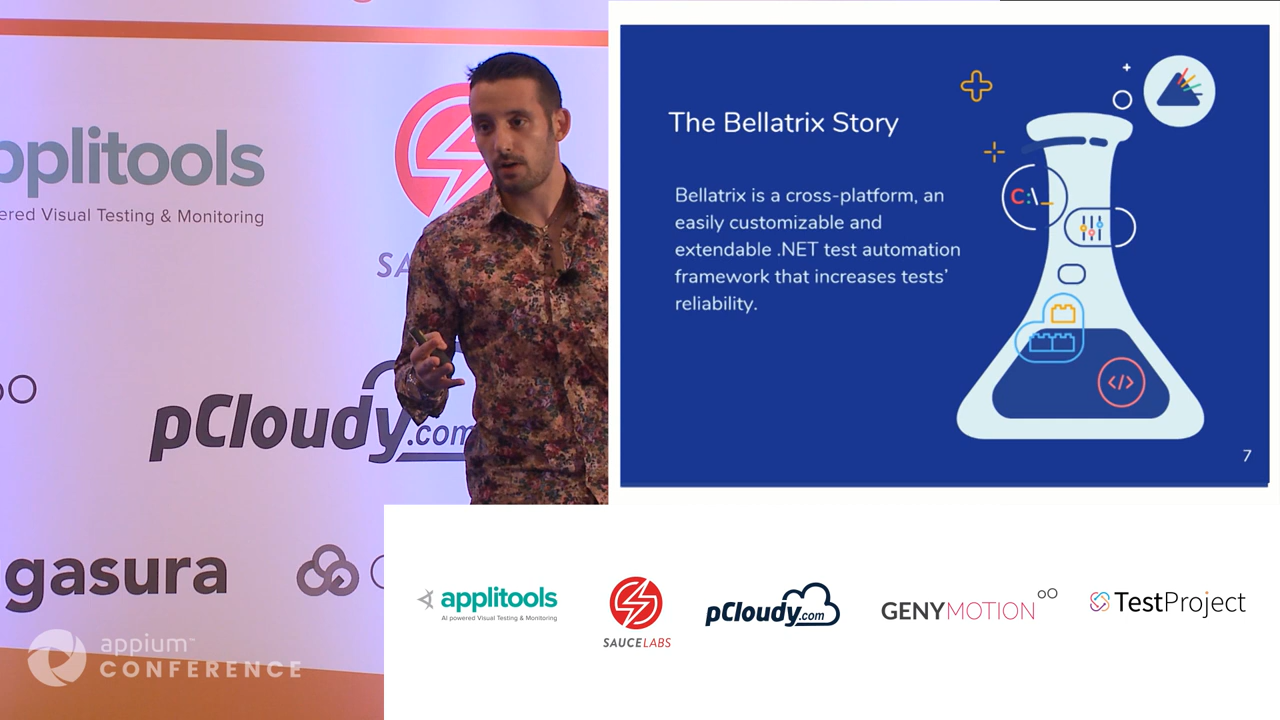 pplitools
ered Visual Testing & Monitoring
SA
pCloudy.com
gasura
appium™
CONFERENCE
The Bellatrix Story
Bellatrix is a cross-platform, an
easily customizable and
extendable .NET test automation
framework that increases tests’
reliability.
C:\_
</>
7
applitools
AI powered Visual Testing & Monitoring
SAUCELABS
pCloudy.com
GENYMOTION
TestProject